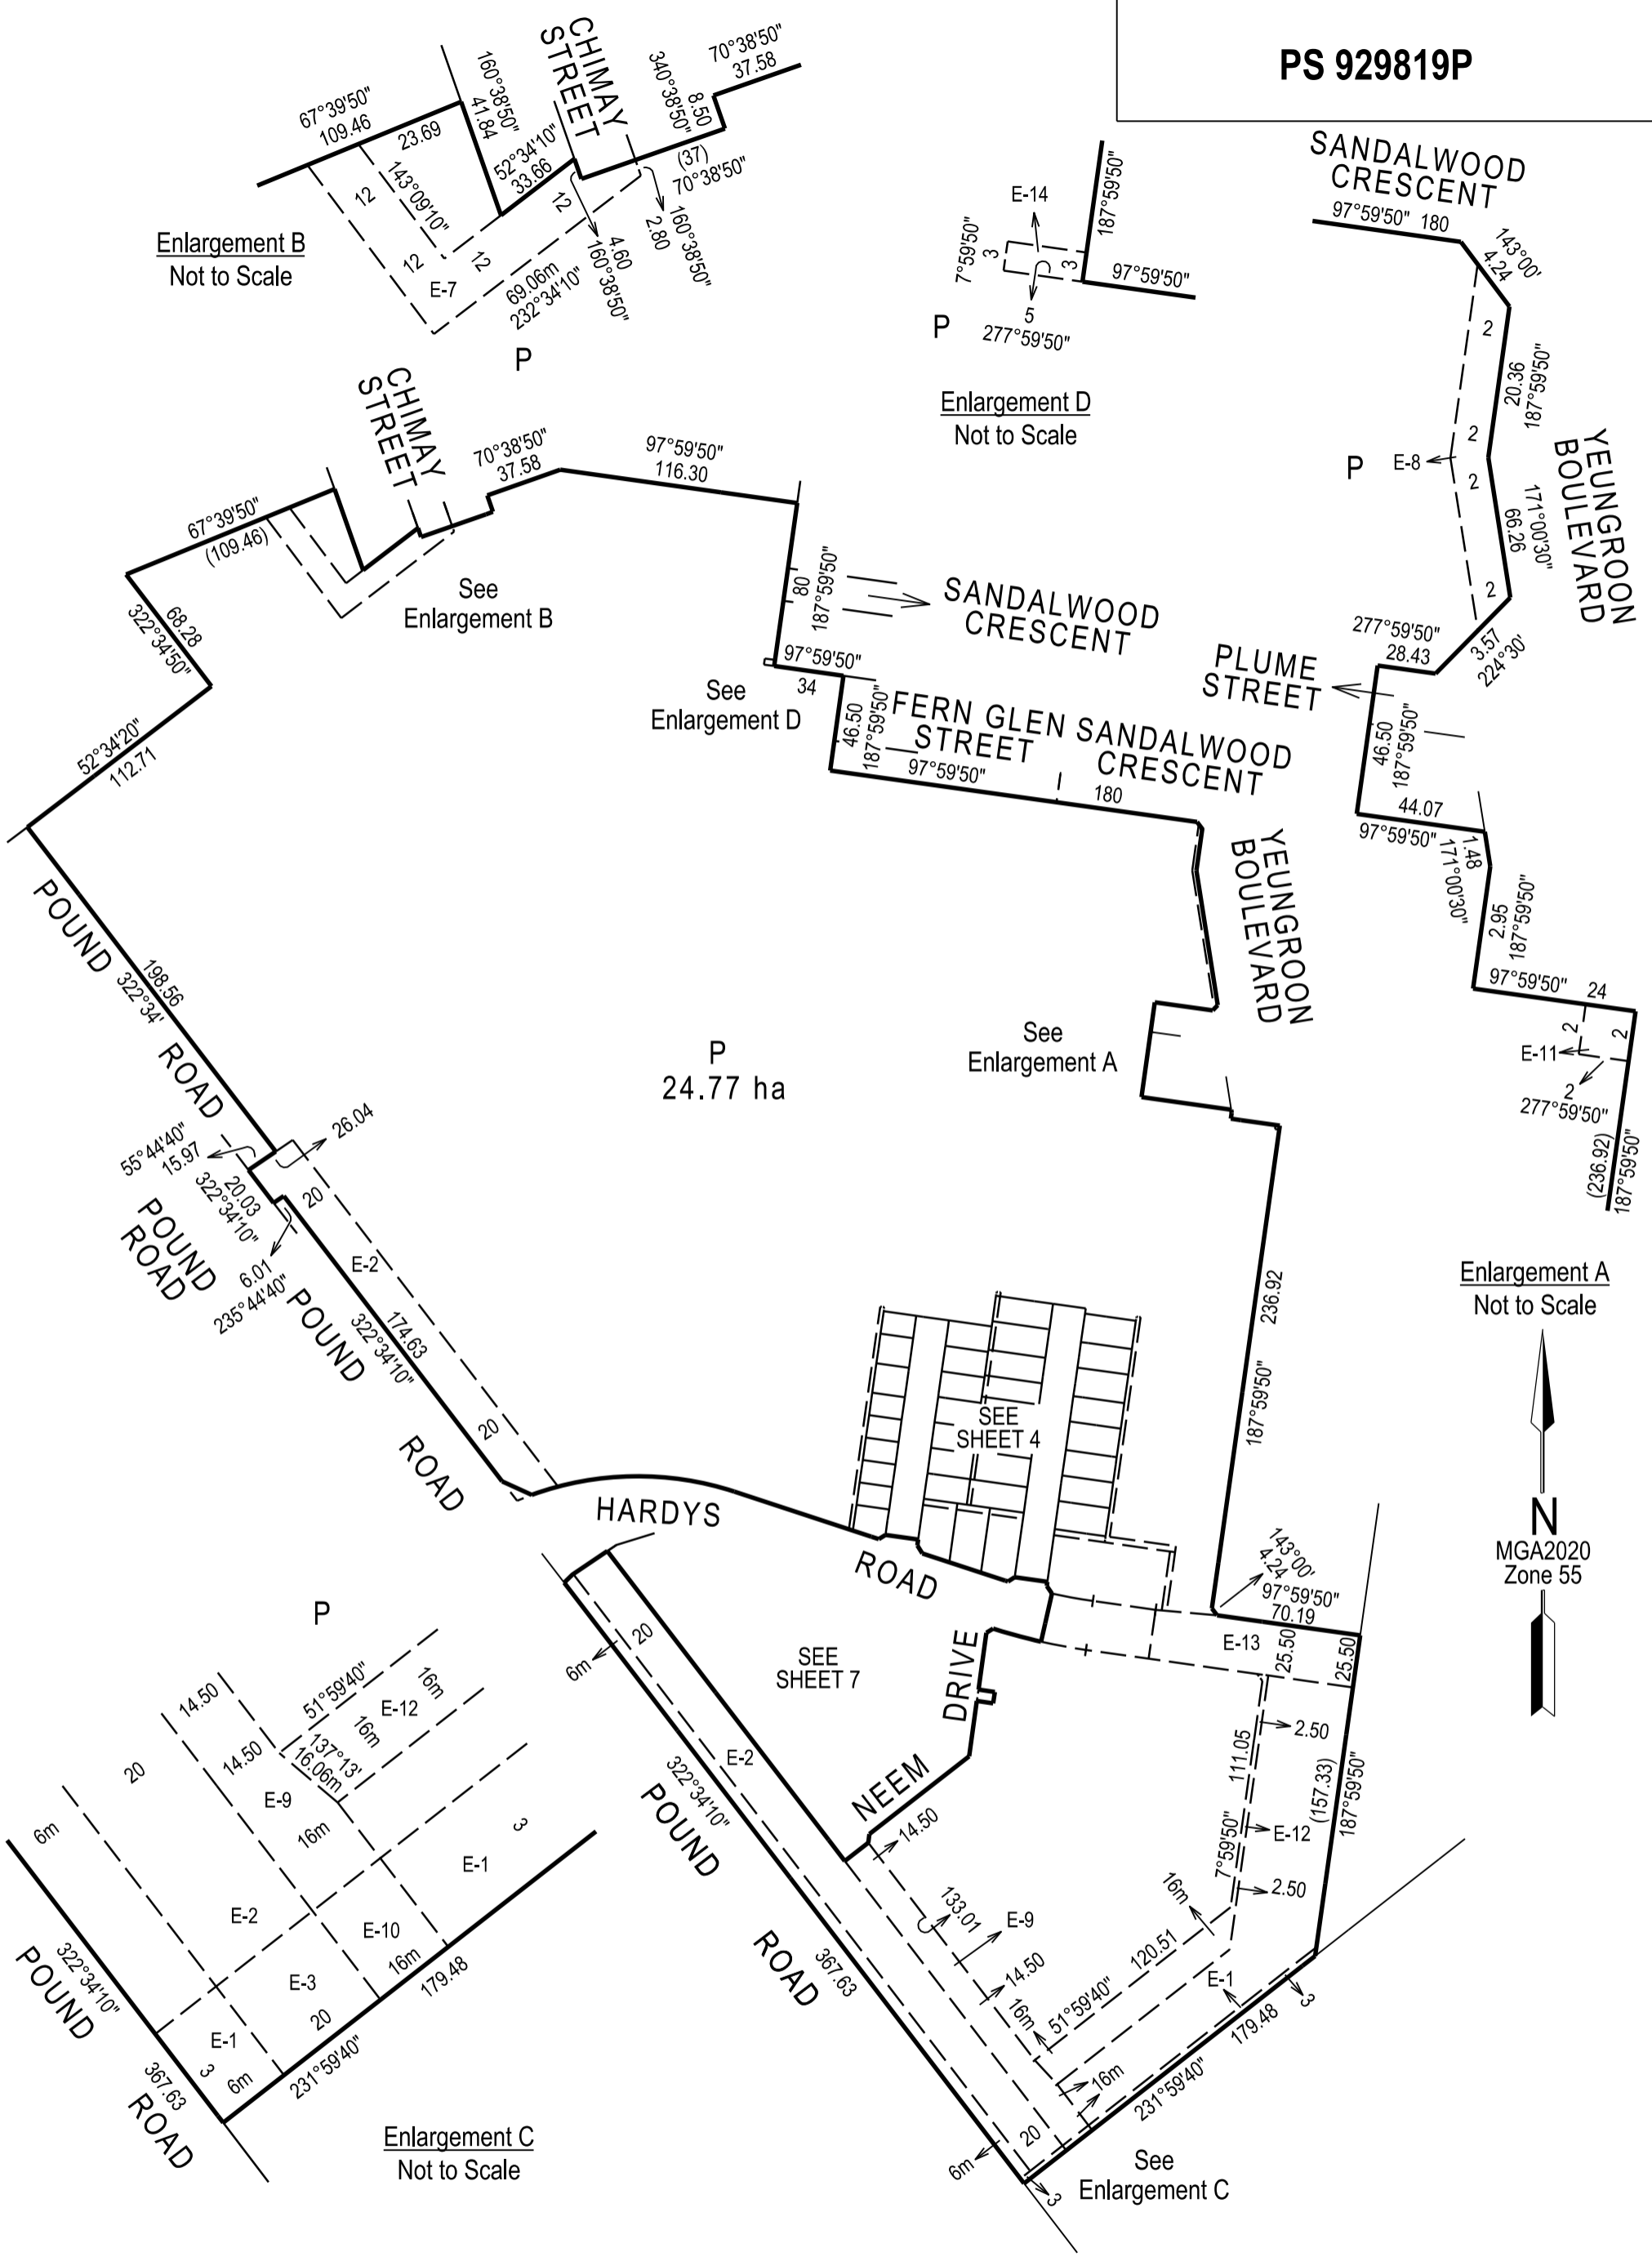 PS 929819P
67°39'50"
109.46
23.69
160°38'50"
41.84
CHIMAY
STREET
52°34'10"
33.66
340°38'50"
8.50
70°38'50"
37.58
(37)
70°38'50"
12
143°09'10"
12
12
12
E-7
69.06m
232°34'10"
4.60
160°38'50"
2.80
160°38'50"
Enlargement B
Not to Scale
P
E-14
187°59'50"
7°59'50"
3
3
97°59'50"
5
277°59'50"
P
Enlargement D
Not to Scale
SANDALWOOD
CRESCENT
97°59'50"
180
143°00'
4.24
2
20.36
187°59'50"
2
P
E-8
2
171°00'30"
66.26
YEUNGROON
BOULEVARD
2
277°59'50"
28.43
3.57
224°30'
PLUME
STREET
46.50
187°59'50"
44.07
97°59'50"
1.48
171°00'30"
2.95
187°59'50"
97°59'50"
24
2
2
E-11
2
277°59'50"
(236.92)
187°59'50"
Enlargement A
Not to Scale
N
MGA2020
Zone 55
CHIMAY
STREET
67°39'50"
(109.46)
70°38'50"
37.58
97°59'50"
116.30
See
Enlargement B
68.28
322°34'50"
80
187°59'50"
SANDALWOOD
CRESCENT
97°59'50"
34
See
Enlargement D
46.50
187°59'50"
FERN GLEN
STREET
SANDALWOOD
CRESCENT
97°59'50"
180
52°34'20"
112.71
YEUNGROON
BOULEVARD
POUND
198.56
322°34'
ROAD
P
24.77 ha
See
Enlargement A
26.04
55°44'40"
15.97
20.03
322°34'10"
20
POUND
ROAD
6.01
235°44'40"
E-2
POUND
174.63
322°34'10"
20
ROAD
236.92
187°59'50"
SEE
SHEET 4
HARDYS
ROAD
143°00'
4.24
97°59'50"
70.19
E-13
25.50
25.50
20
6m
SEE
SHEET 7
DRIVE
NEEM
E-2
322°34'10"
POUND
14.50
133.01
E-9
367.63
ROAD
14.50
16m
2.50
111.05
(157.33)
187°59'50"
7°59'50"
E-12
2.50
16m
120.51
51°59'40"
E-1
3
179.48
16m
231°59'40"
20
6m
3
See
Enlargement C
P
14.50
51°59'40"
16m
E-12
16m
137°13'
16.06m
14.50
20
E-9
16m
6m
3
E-1
E-2
E-10
16m
179.48
E-3
20
322°34'10"
POUND
E-1
3
6m
231°59'40"
367.63
ROAD
Enlargement C
Not to Scale